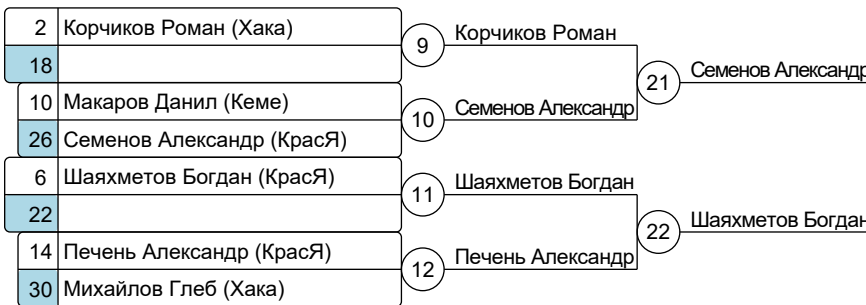 2 Корчиков Роман (Хака)
9 Корчиков Роман
18
21 Семенов Александр
10 Макаров Данил (Кеме)
10 Семенов Александр
26 Семенов Александр (КрасЯ)
6 Шаяхметов Богдан (КрасЯ)
11 Шаяхметов Богдан
22
22 Шаяхметов Богдан
14 Печень Александр (КрасЯ)
12 Печень Александр
30 Михайлов Глеб (Хака)